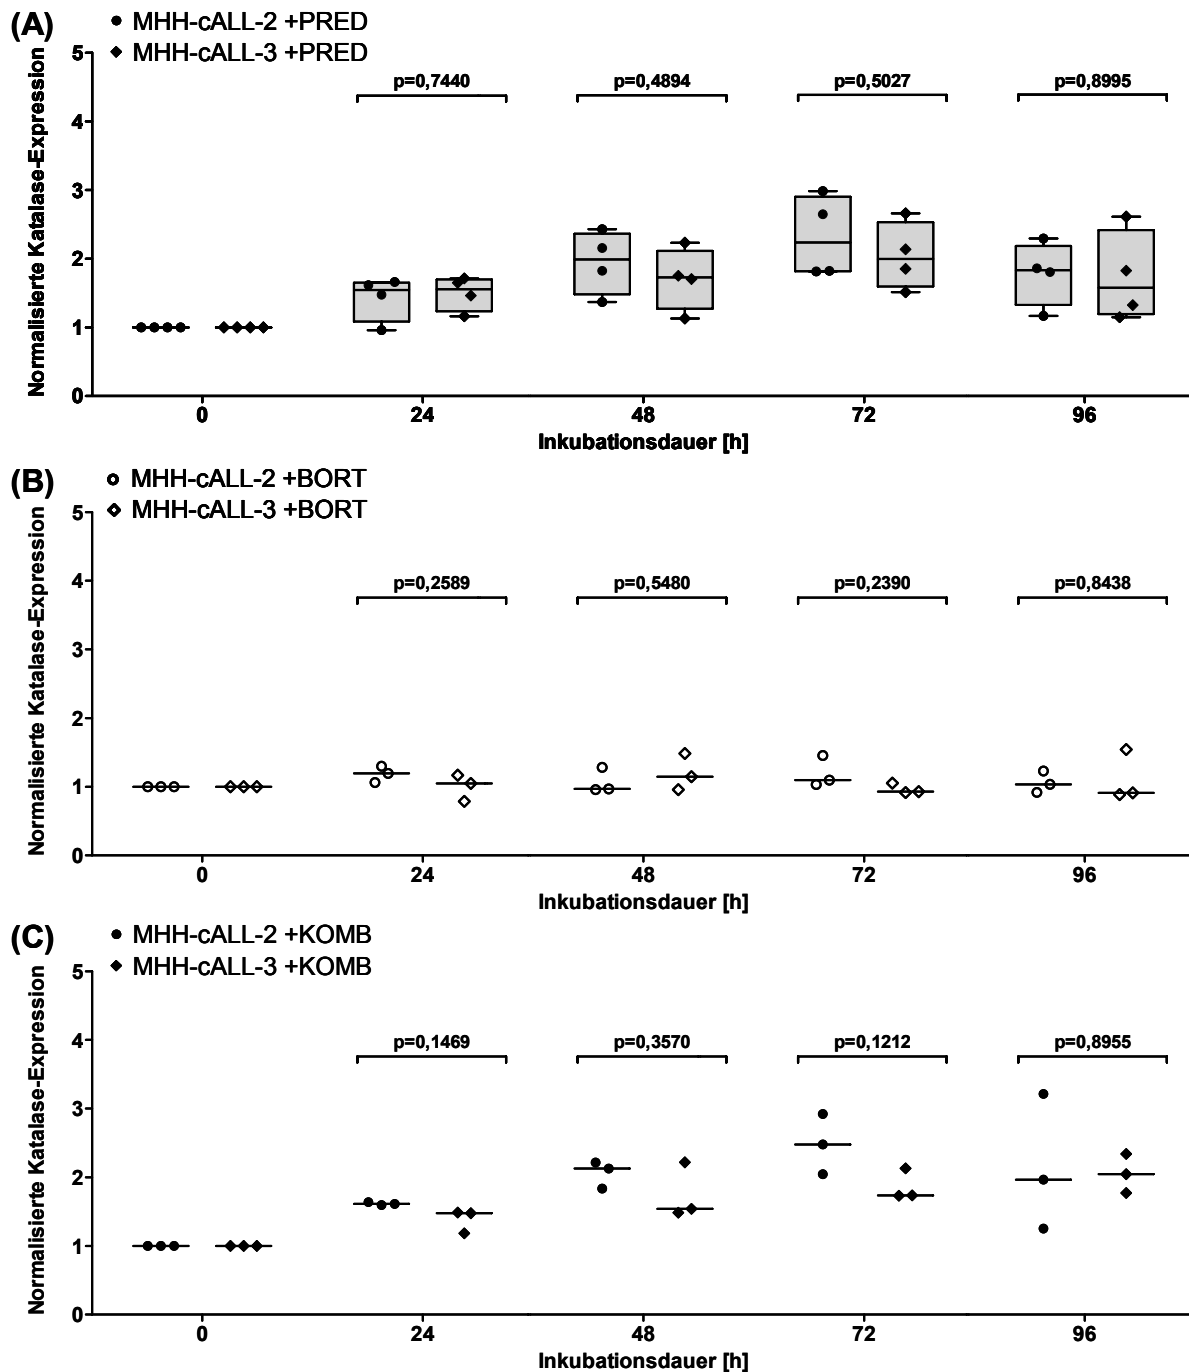 (A)
MHH-cALL-2 +PRED
MHH-cALL-3 +PRED
Normalisierte Katalase-Expression
5
4
3
2
1
0
p=0,7440 p=0,4894 p=0,5027 p=0,8995
0 24 48 72 96
Inkubationsdauer [h]
(B)
MHH-cALL-2 +BORT
MHH-cALL-3 +BORT
Normalisierte Katalase-Expression
5
4
3
2
1
0
p=0,2589 p=0,5480 p=0,2390 p=0,8438
0 24 48 72 96
Inkubationsdauer [h]
(C)
MHH-cALL-2 +KOMB
MHH-cALL-3 +KOMB
Normalisierte Katalase-Expression
5
4
3
2
1
0
p=0,1469 p=0,3570 p=0,1212 p=0,8955
0 24 48 72 96
Inkubationsdauer [h]